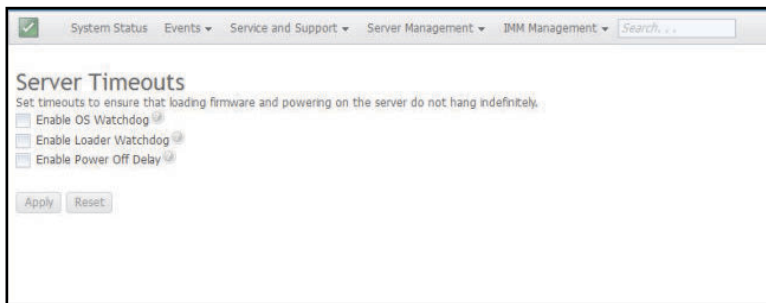 System Status Events Service and Support Server Management IMM Management Search...
Server Timeouts
Set timeouts to ensure that loading firmware and powering on the server do not hang indefinitely.
Enable OS Watchdog
Enable Loader Watchdog
Enable Power Off Delay
Apply Reset